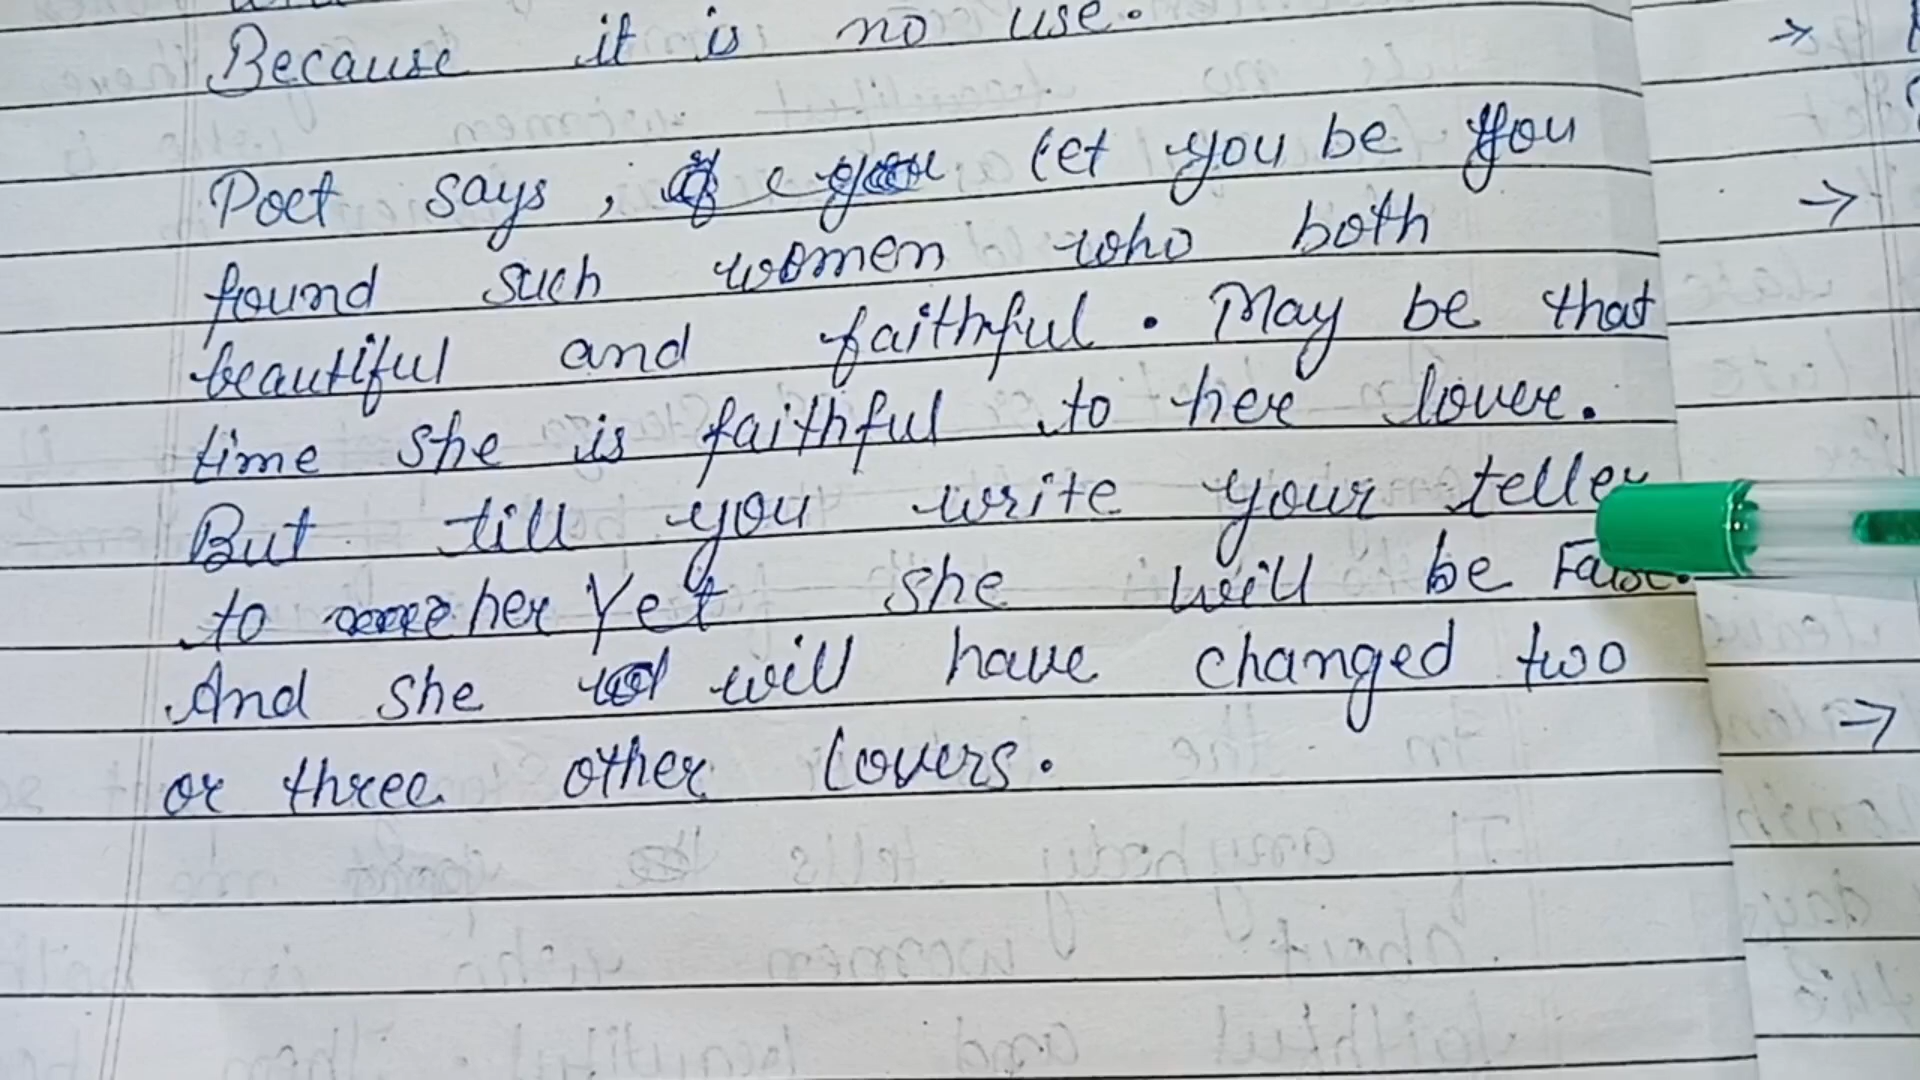 Because it is no use.
Poet says, let you be you
found such women who both
beautiful and faithful. May be that
time she is faithful to her lover.
But till you write your teller
to her Yet she will be False.
And she will have changed two
or three other lovers.